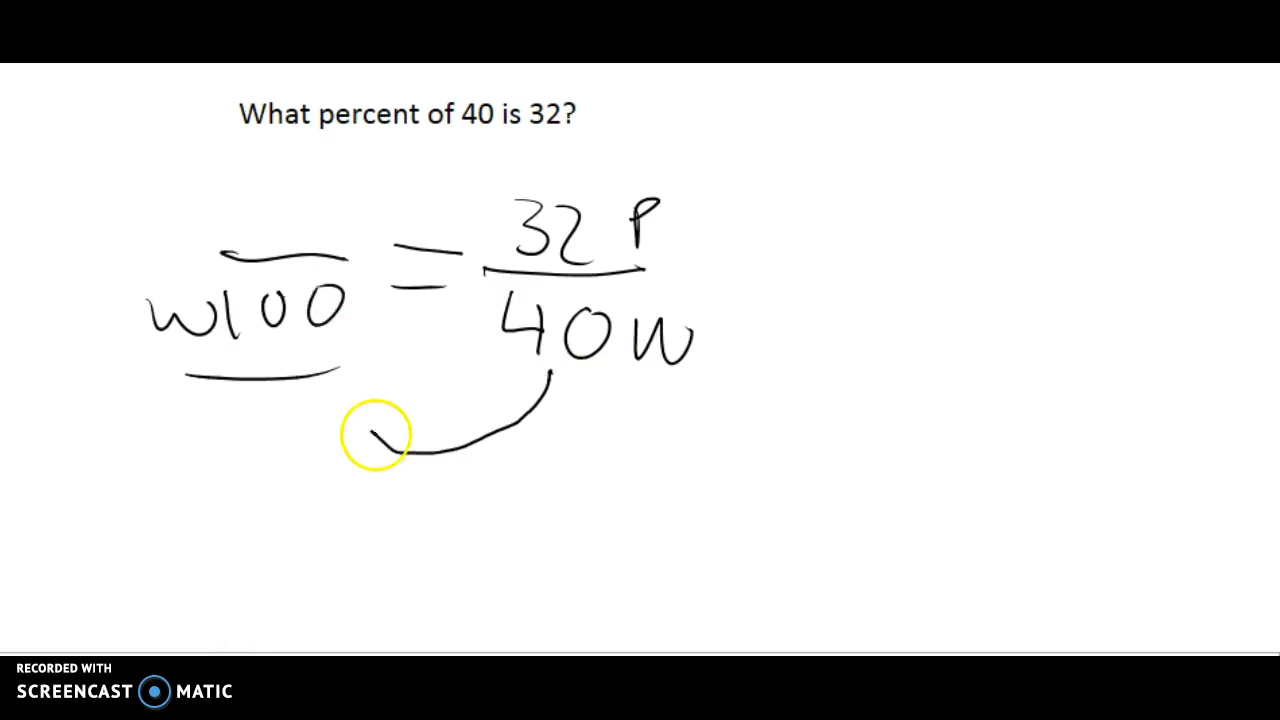 What percent of 40 is 32?
32 P
w100 = 40 W
RECORDED WITH
SCREENCAST MATIC